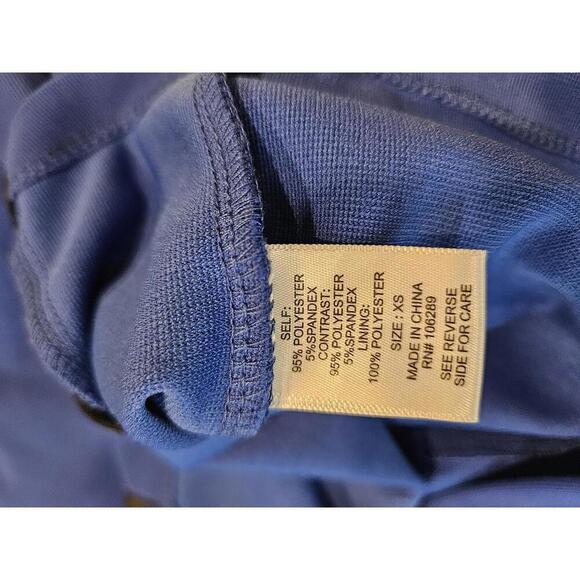 SELF:
95% POLYESTER
5%SPANDEX
CONTRAST:
95% POLYESTER
5%SPANDEX
LINING:
100% POLYESTER
SIZE : XS
MADE IN CHINA
RN# 106289
SEE REVERSE
SIDE FOR CARE